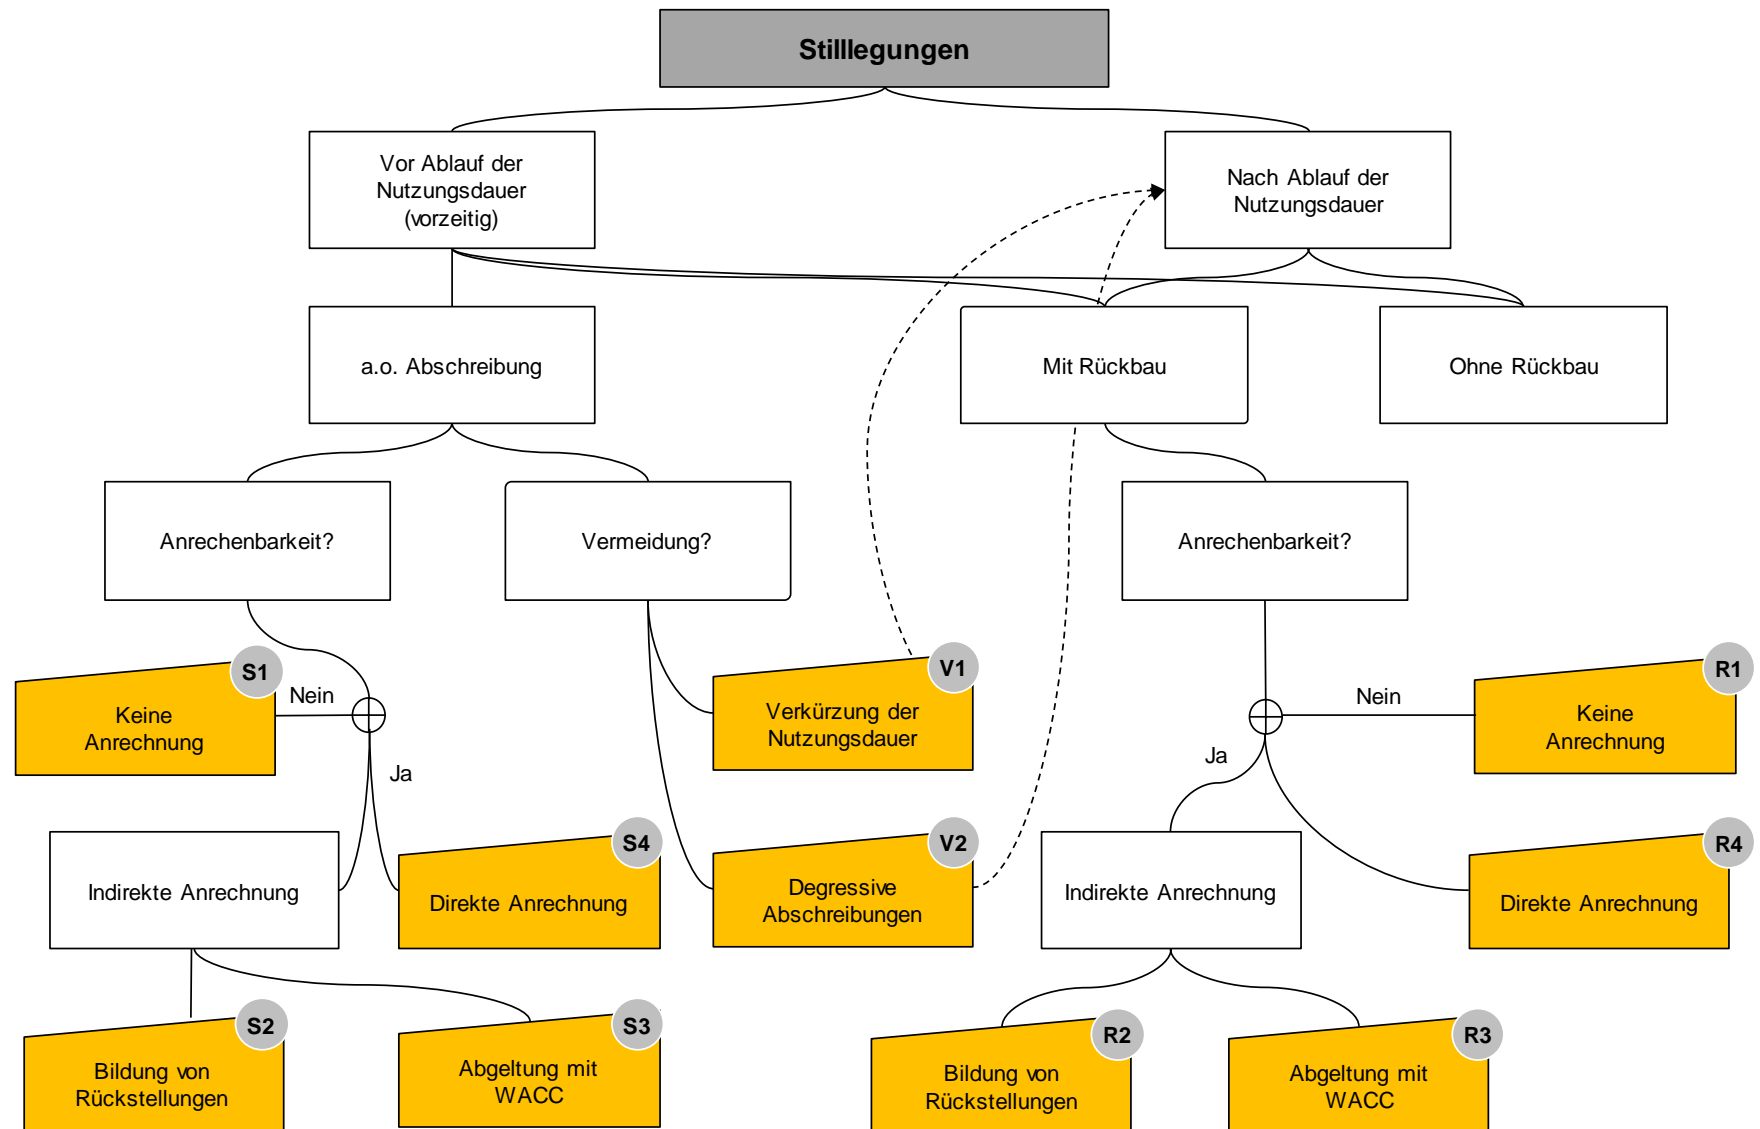 Stilllegungen
Vor Ablauf der
Nutzungsdauer
(vorzeitig)
Nach Ablauf der
Nutzungsdauer
a.o. Abschreibung
Mit Rückbau
Ohne Rückbau
Anrechenbarkeit?
Vermeidung?
Anrechenbarkeit?
S1
Keine
Anrechnung
Nein
Ja
V1
Verkürzung der
Nutzungsdauer
Nein
Ja
R1
Keine
Anrechnung
Indirekte Anrechnung
S4
Direkte Anrechnung
V2
Degressive
Abschreibungen
Indirekte Anrechnung
R4
Direkte Anrechnung
S2
Bildung von
Rückstellungen
S3
Abgeltung mit
WACC
R2
Bildung von
Rückstellungen
R3
Abgeltung mit
WACC